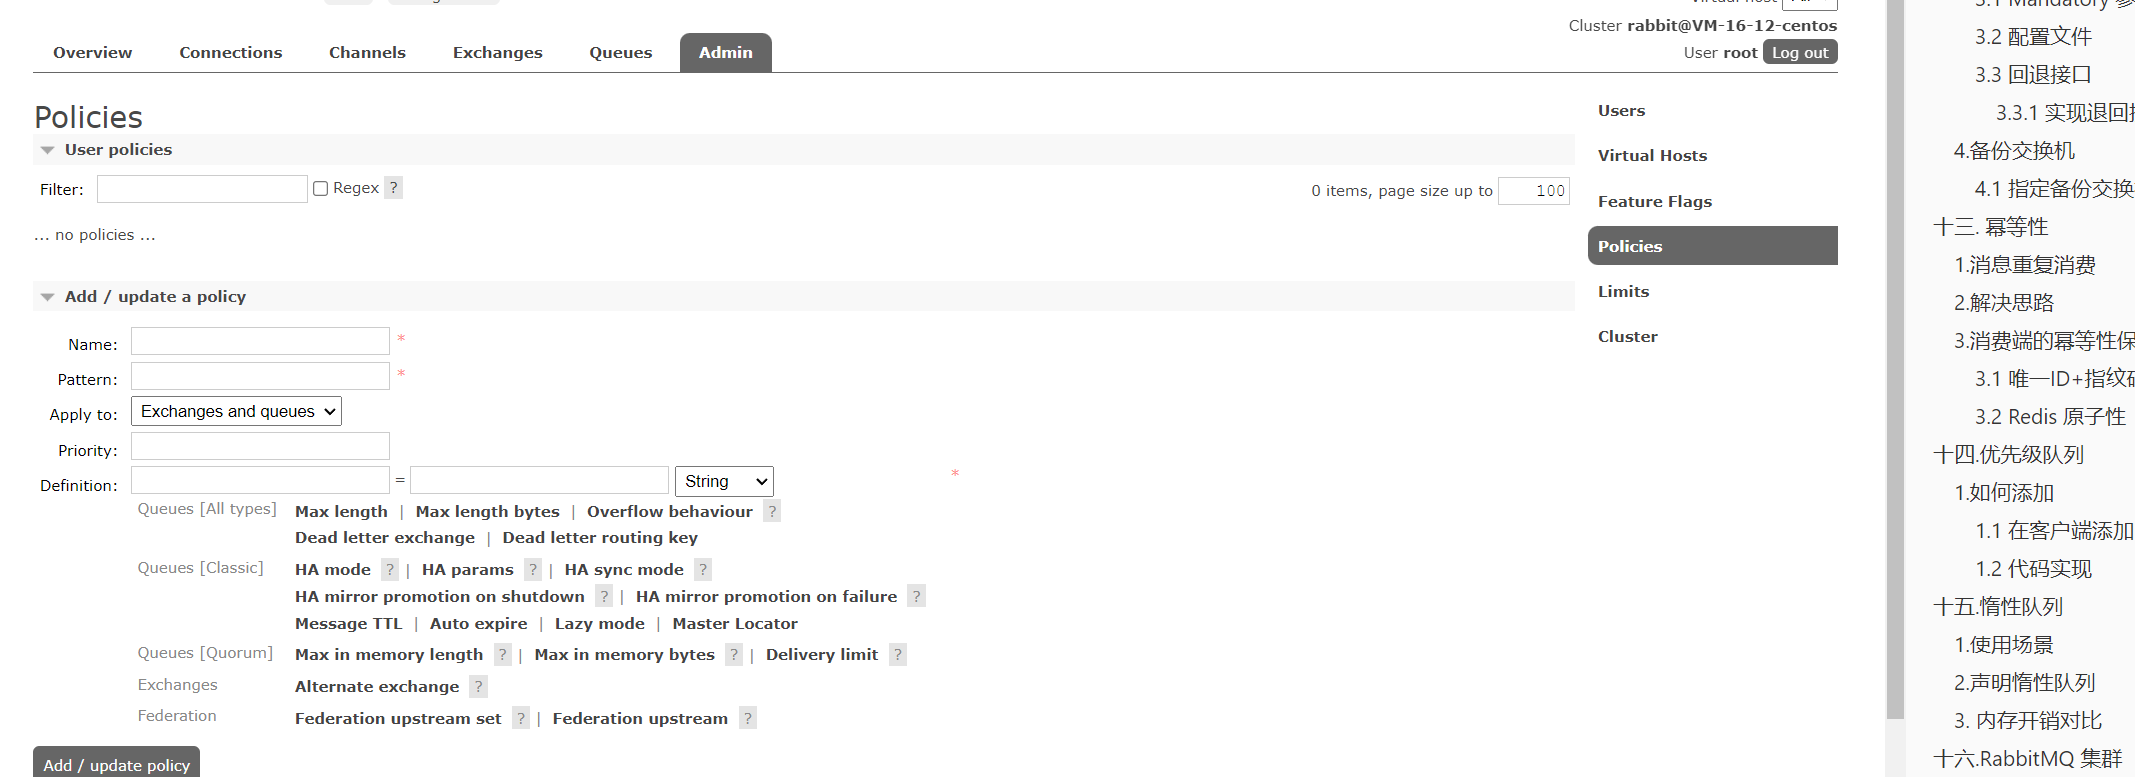 Cluster rabbit@VM-16-12-centos
Overview Connections Channels Exchanges Queues Admin
User root Log out
Policies
User policies
Filter: Regex ?
0 items, page size up to 100
... no policies ...
Add / update a policy
Name: *
Pattern: *
Apply to: Exchanges and queues
Priority:
Definition: = String *
Queues [All types] Max length | Max length bytes | Overflow behaviour ?
Dead letter exchange | Dead letter routing key
Queues [Classic] HA mode ? | HA params ? | HA sync mode ?
HA mirror promotion on shutdown ? | HA mirror promotion on failure ?
Message TTL | Auto expire | Lazy mode | Master Locator
Queues [Quorum] Max in memory length ? | Max in memory bytes ? | Delivery limit ?
Exchanges Alternate exchange ?
Federation Federation upstream set ? | Federation upstream ?
Add / update policy
Users
Virtual Hosts
Feature Flags
Policies
Limits
Cluster
3.1 Mandatory
3.2 配置文件
3.3 回退接口
3.3.1 实现退回
4.备份交换机
4.1 指定备份交换
十三. 幂等性
1.消息重复消费
2.解决思路
3.消费端的幂等性保
3.1 唯一ID+指纹
3.2 Redis 原子性
十四.优先级队列
1.如何添加
1.1 在客户端添加
1.2 代码实现
十五.惰性队列
1.使用场景
2.声明惰性队列
3. 内存开销对比
十六.RabbitMQ 集群